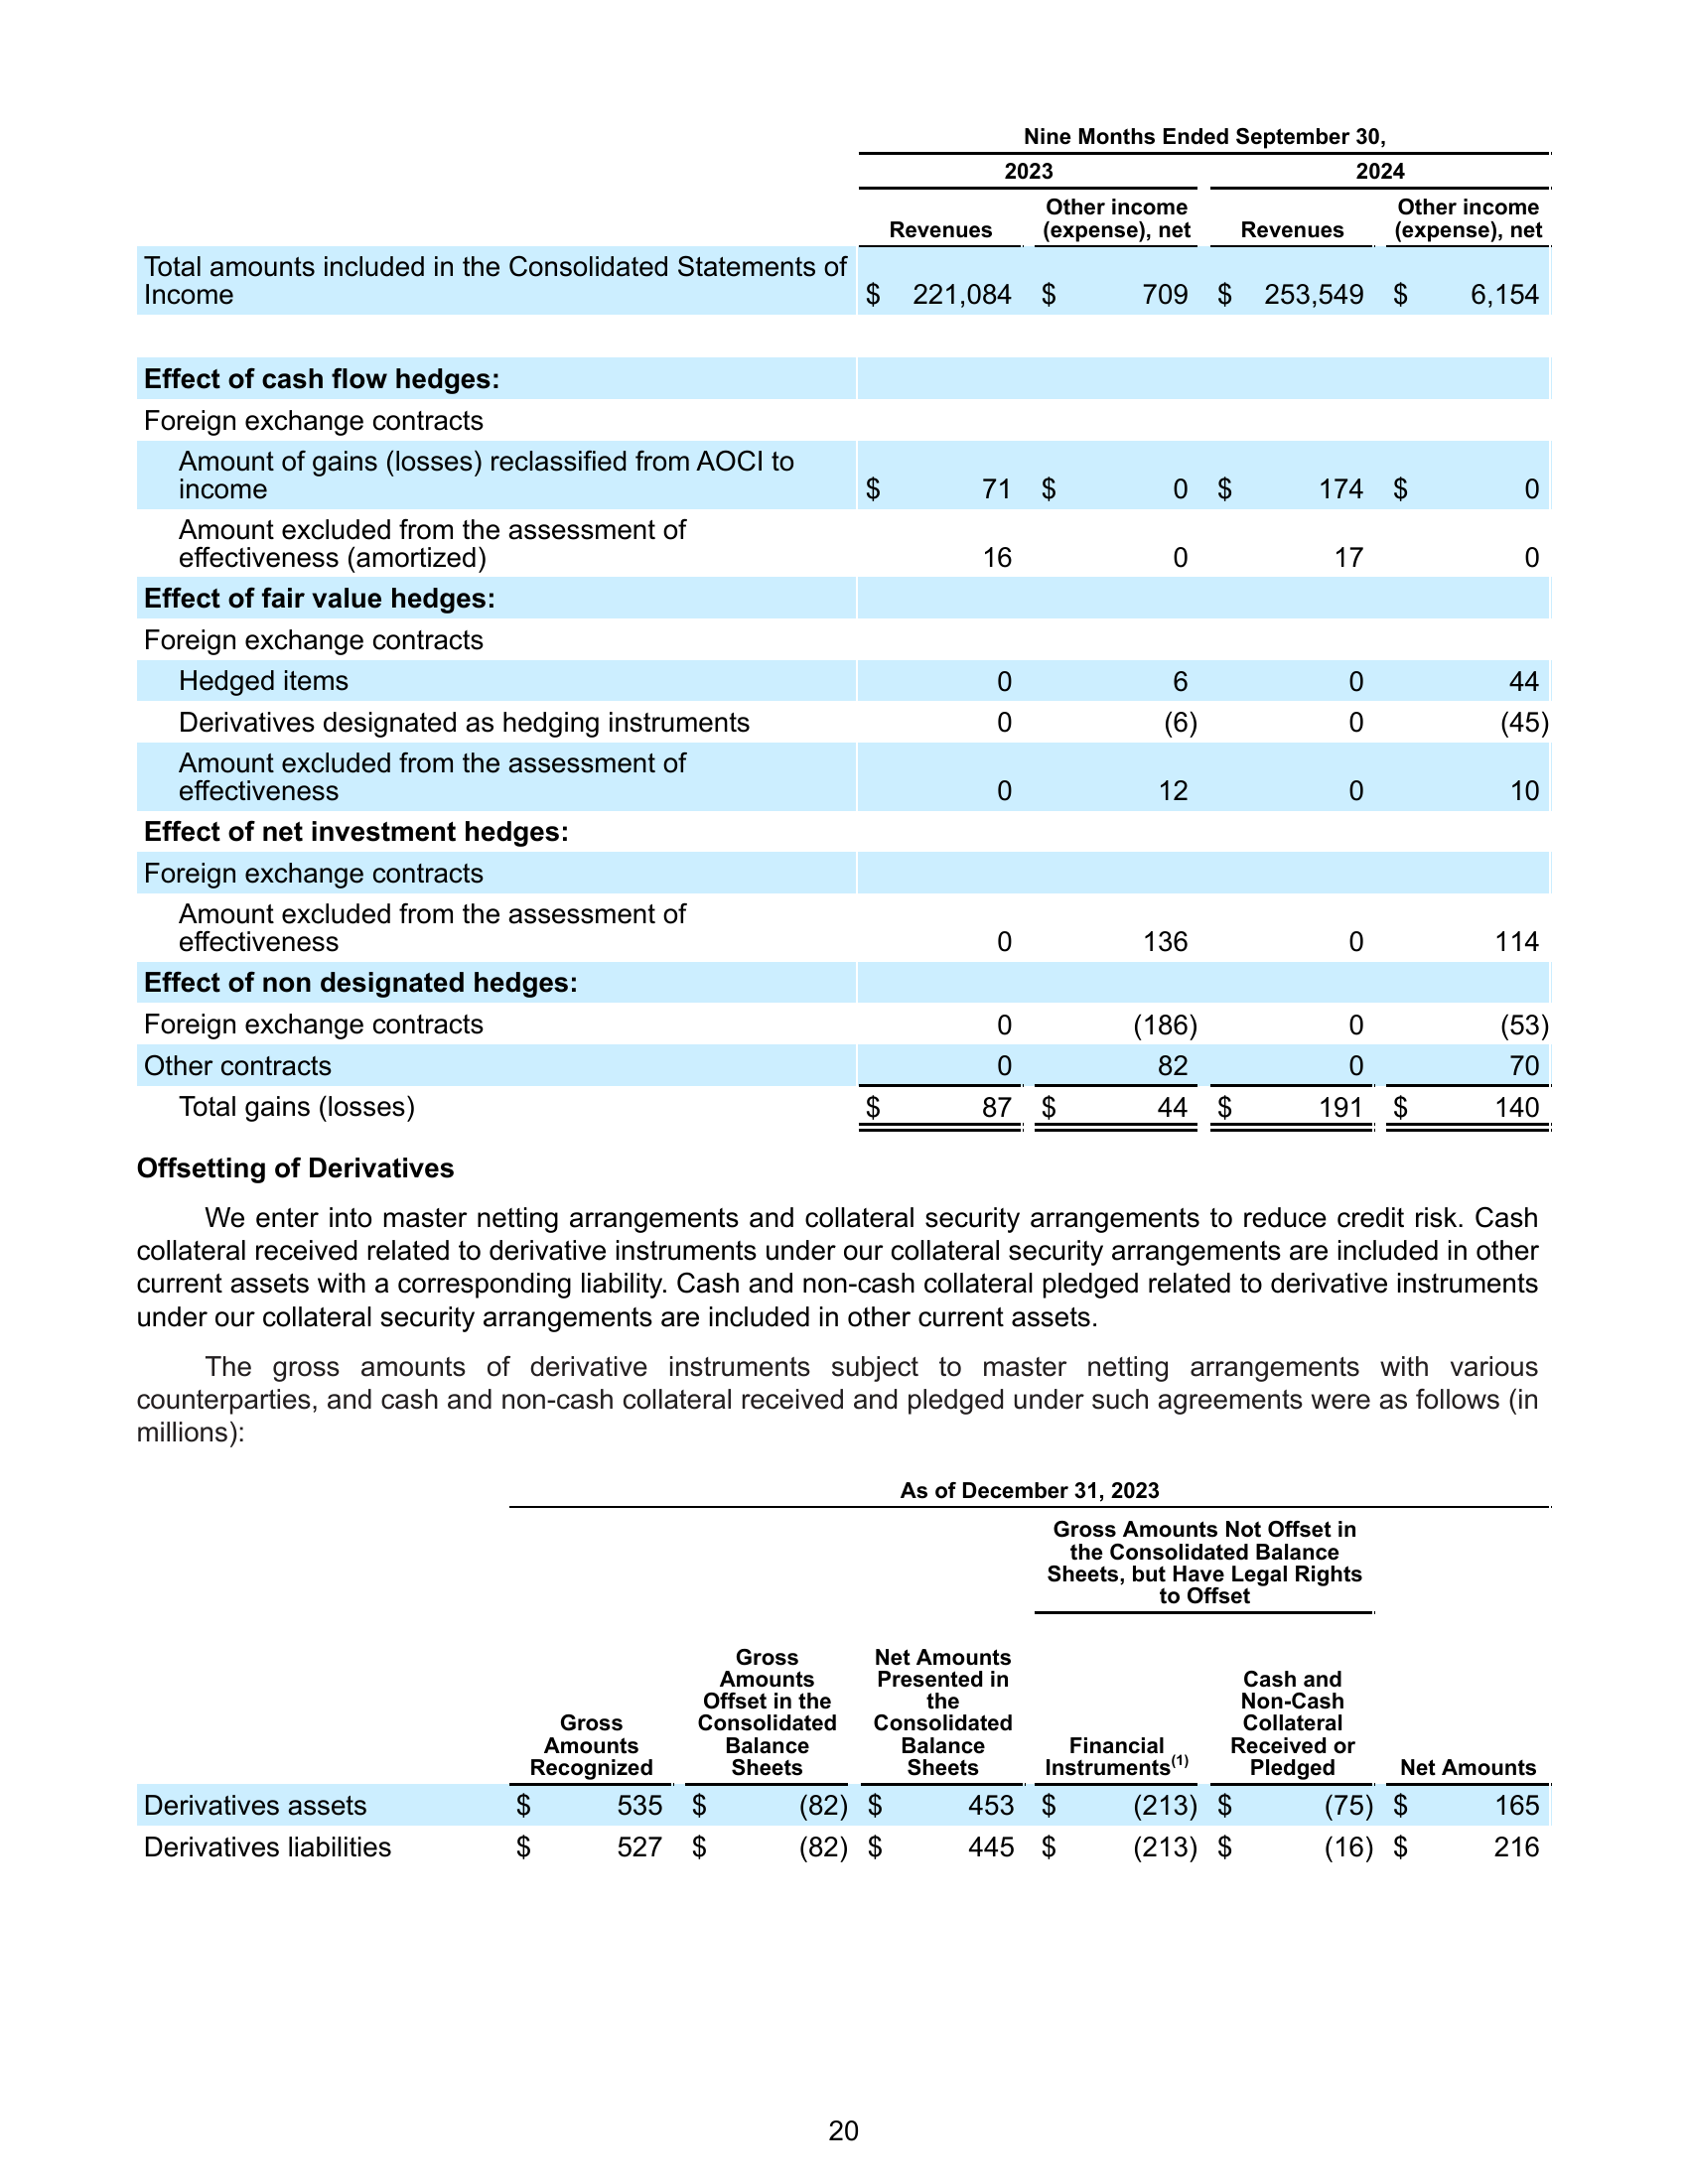 Nine Months Ended September 30,
2023 2024
Revenues Other income (expense), net Revenues Other income (expense), net
Total amounts included in the Consolidated Statements of
Income $ 221,084 $ 709 $ 253,549 $ 6,154
Effect of cash flow hedges:
Foreign exchange contracts
Amount of gains (losses) reclassified from AOCI to
income $ 71 $ 0 $ 174 $ 0
Amount excluded from the assessment of
effectiveness (amortized) 16 0 17 0
Effect of fair value hedges:
Foreign exchange contracts
Hedged items 0 6 0 44
Derivatives designated as hedging instruments 0 (6) 0 (45)
Amount excluded from the assessment of
effectiveness 0 12 0 10
Effect of net investment hedges:
Foreign exchange contracts
Amount excluded from the assessment of
effectiveness 0 136 0 114
Effect of non designated hedges:
Foreign exchange contracts 0 (186) 0 (53)
Other contracts 0 82 0 70
Total gains (losses) $ 87 $ 44 $ 191 $ 140
Offsetting of Derivatives
We enter into master netting arrangements and collateral security arrangements to reduce credit risk. Cash
collateral received related to derivative instruments under our collateral security arrangements are included in other
current assets with a corresponding liability. Cash and non-cash collateral pledged related to derivative instruments
under our collateral security arrangements are included in other current assets.
The gross amounts of derivative instruments subject to master netting arrangements with various
counterparties, and cash and non-cash collateral received and pledged under such agreements were as follows (in
millions):
As of December 31, 2023
Gross Amounts Not Offset in
the Consolidated Balance
Sheets, but Have Legal Rights
to Offset
Gross Amounts Recognized Gross Amounts Offset in the Consolidated Balance Sheets Net Amounts Presented in the Consolidated Balance Sheets Financial Instruments(1) Cash and Non-Cash Collateral Received or Pledged Net Amounts
Derivatives assets $ 535 $ (82) $ 453 $ (213) $ (75) $ 165
Derivatives liabilities $ 527 $ (82) $ 445 $ (213) $ (16) $ 216
20